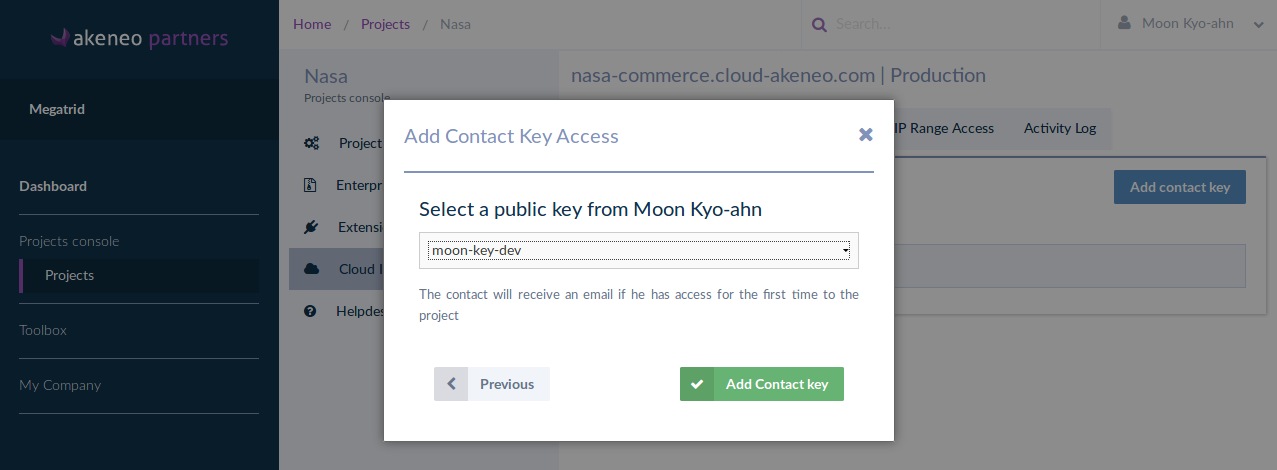 akeneo partners
Megatrid
Dashboard
Projects console
Projects
Toolbox
My Company
Home / Projects / Nasa
Search...
Moon Kyo-ahn
Nasa
Projects console
Project
Enterpr
Extensi
Cloud I
Helpdes
nasa-commerce.cloud-akeneo.com | Production
IP Range Access
Activity Log
Add contact key
Add Contact Key Access
Select a public key from Moon Kyo-ahn
moon-key-dev
The contact will receive an email if he has access for the first time to the
project
Previous
Add Contact key